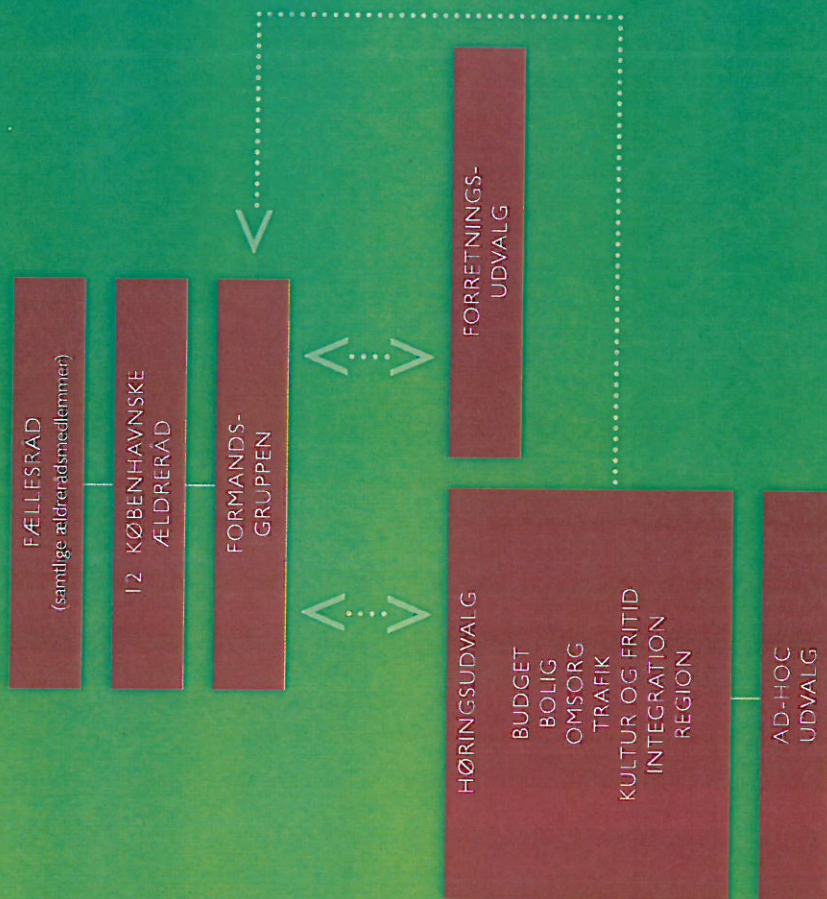 FÆLLESRÅD
(samtlige ældrerådsmedlemmer)
12 KØBENHAVNSKE
ÆLDRERÅD
FORMANDS-
GRUPPEN
HØRINGSUDVALG
BUDGET
BOLIG
OMSORG
TRAFIK
KULTUR OG FRITID
INTEGRATION
REGION
FORRETNINGS-
UDVALG
AD-HOC
UDVALG